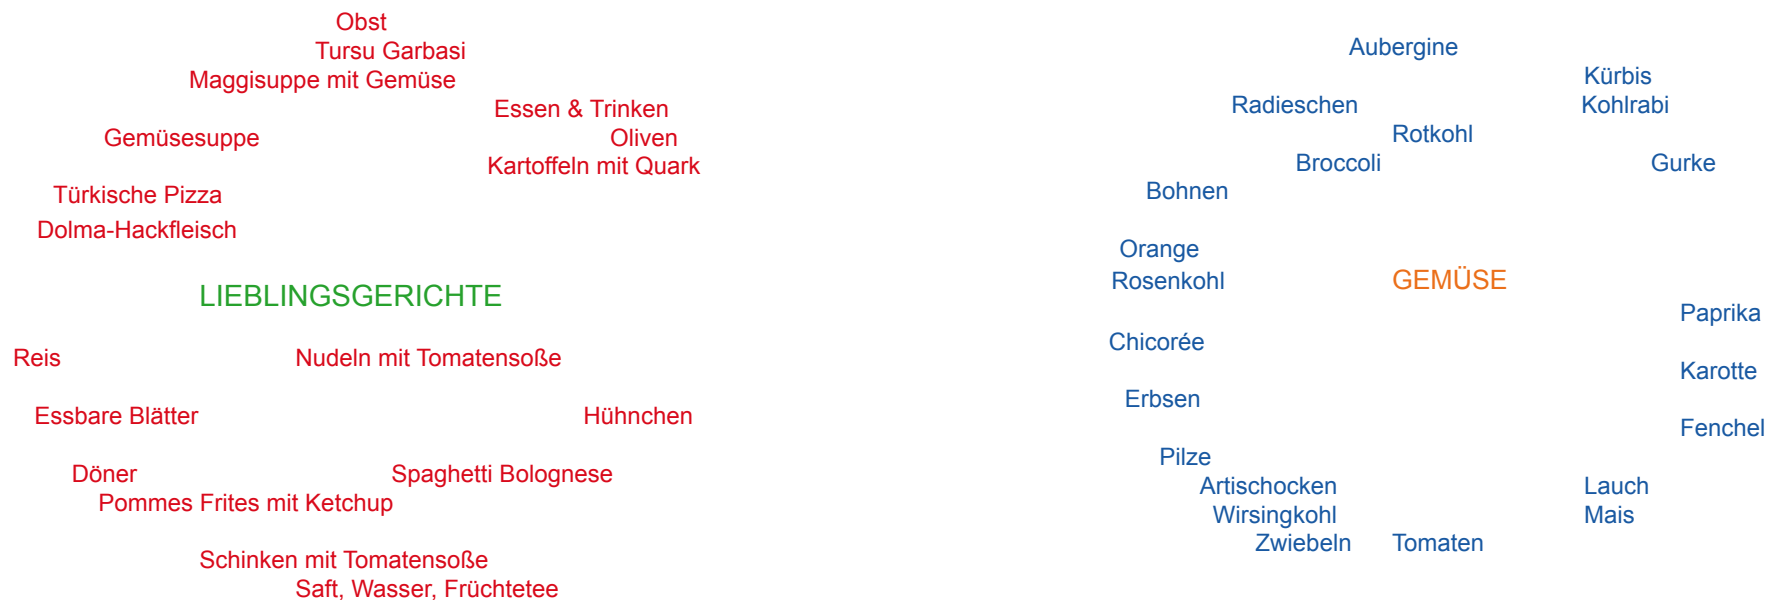 Obst
Tursu Garbasi
Maggisuppe mit Gemüse
Essen & Trinken
Gemüsesuppe
Oliven
Kartoffeln mit Quark
Türkische Pizza
Dolma-Hackfleisch
LIEBLINGSGERICHTE
Reis
Nudeln mit Tomatensoße
Essbare Blätter
Hühnchen
Döner
Spaghetti Bolognese
Pommes Frites mit Ketchup
Schinken mit Tomatensoße
Saft, Wasser, Früchtetee
Aubergine
Kürbis
Radieschen
Kohlrabi
Rotkohl
Broccoli
Gurke
Bohnen
Orange
Rosenkohl
GEMÜSE
Paprika
Chicorée
Karotte
Erbsen
Fenchel
Pilze
Artischocken
Lauch
Wirsingkohl
Mais
Zwiebeln
Tomaten